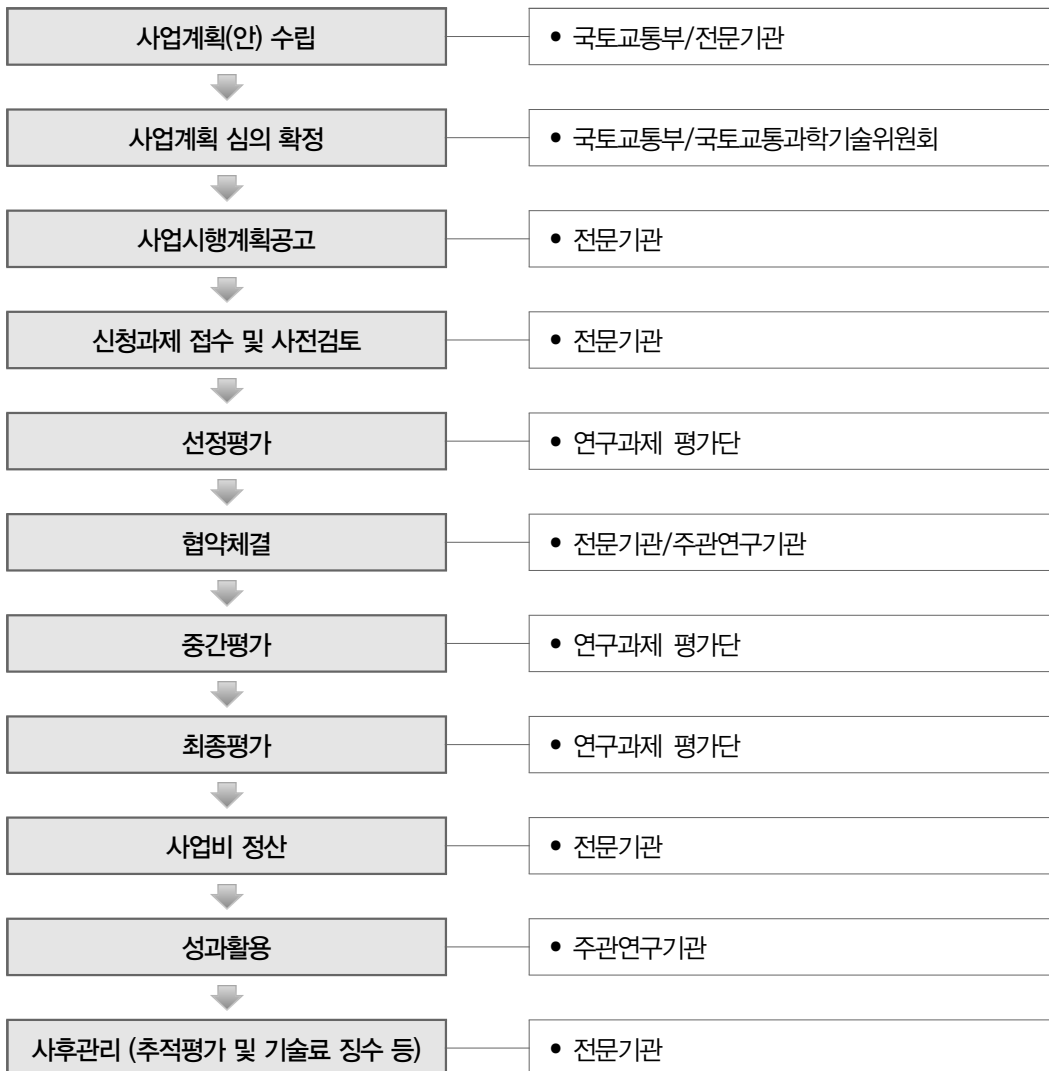 사업계획(안) 수립
• 국토교통부/전문기관
사업계획 심의 확정
• 국토교통부/국토교통과학기술위원회
사업시행계획공고
• 전문기관
신청과제 접수 및 사전검토
• 전문기관
선정평가
• 연구과제 평가단
협약체결
• 전문기관/주관연구기관
중간평가
• 연구과제 평가단
최종평가
• 연구과제 평가단
사업비 정산
• 전문기관
성과활용
• 주관연구기관
사후관리 (추적평가 및 기술료 징수 등)
• 전문기관